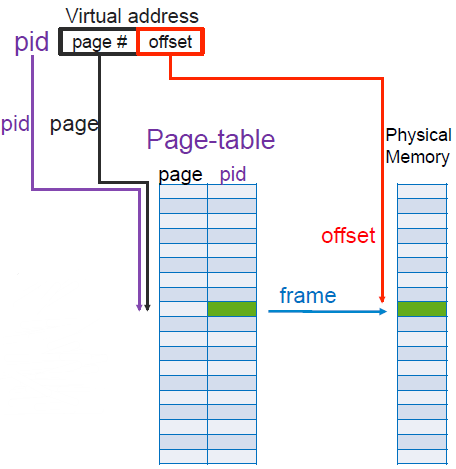 Virtual address
pid page # offset
pid page
Page-table
Physical
Memory
page pid
offset
frame